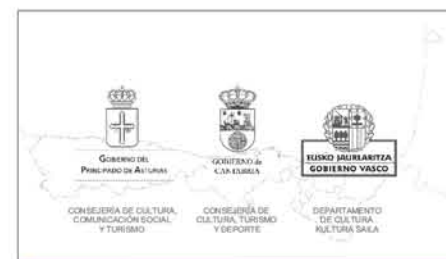 GOBIERNO DEL
PRINCIPADO DE ASTURIAS
CONSEJERÍA DE CULTURA,
COMUNICACIÓN SOCIAL
Y TURISMO
GOBIERNO de
CANTABRIA
CONSEJERÍA DE
CULTURA, TURISMO
Y DEPORTE
EUSKO JAURLARITZA
GOBIERNO VASCO
DEPARTAMENTO
DE CULTURA
KULTURA SAILA